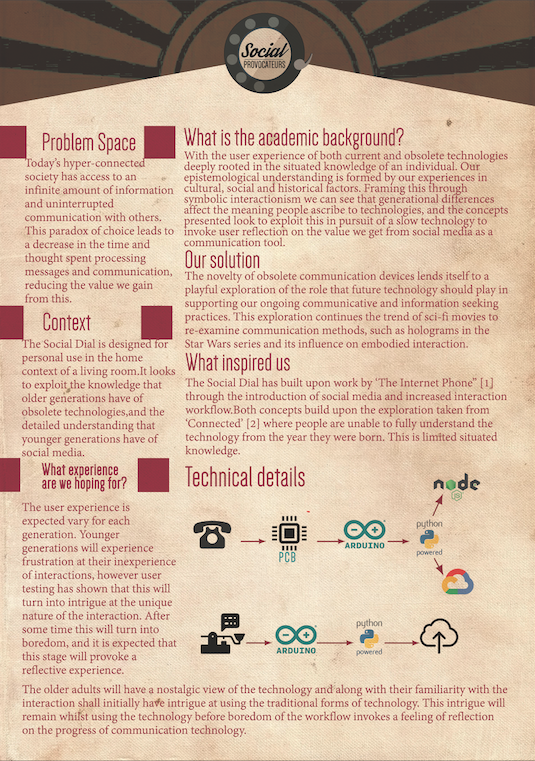 Social
PROVOCATEURS
Problem Space
Today's hyper-connected
society has access to an
infinite amount of information
and uninterrupted
communication with others.
This paradox of choice leads to
a decrease in the time and
thought spent processing
messages and communication,
reducing the value we gain
from this.
Context
The Social Dial is designed for
personal use in the home
context of a living room.It looks
to exploit the knowledge that
older generations have of
obsolete technologies,and the
detailed understanding that
younger generations have of
social media.
What experience
are we hoping for?
The user experience is
expected vary for each
generation. Younger
generations will experience
frustration at their inexperience
of interactions, however user
testing has shown that this will
turn into intrigue at the unique
nature of the interaction. After
some time this will turn into
boredom, and it is expected that
this stage will provoke a
reflective experience.
What is the academic background?
With the user experience of both current and obsolete technologies
deeply rooted in the situated knowledge of an individual. Our
epistemological understanding is formed by our experiences in
cultural, social and historical factors. Framing this through
symbolic interactionism we can see that generational differences
affect the meaning people ascribe to technologies, and the concepts
presented look to exploit this in pursuit of a slow technology to
invoke user reflection on the value we get from social media as a
communication tool.
Our solution
The novelty of obsolete communication devices lends itself to a
playful exploration of the role that future technology should play in
supporting our ongoing communicative and information seeking
practices. This exploration continues the trend of sci-fi movies to
re-examine communication methods, such as holograms in the
Star Wars series and its influence on embodied interaction.
What inspired us
The Social Dial has built upon work by 'The Internet Phone" [1]
through the introduction of social media and increased interaction
workflow.Both concepts build upon the exploration taken from
'Connected' [2] where people are unable to fully understand the
technology from the year they were born. This is limited situated
knowledge.
Technical details
node
JS
PCB
ARDUINO
python
powered
ARDUINO
python
powered
The older adults will have a nostalgic view of the technology and along with their familiarity with the
interaction shall initially have intrigue at using the traditional forms of technology. This intrigue will
remain whilst using the technology before boredom of the workflow invokes a feeling of reflection
on the progress of communication technology.